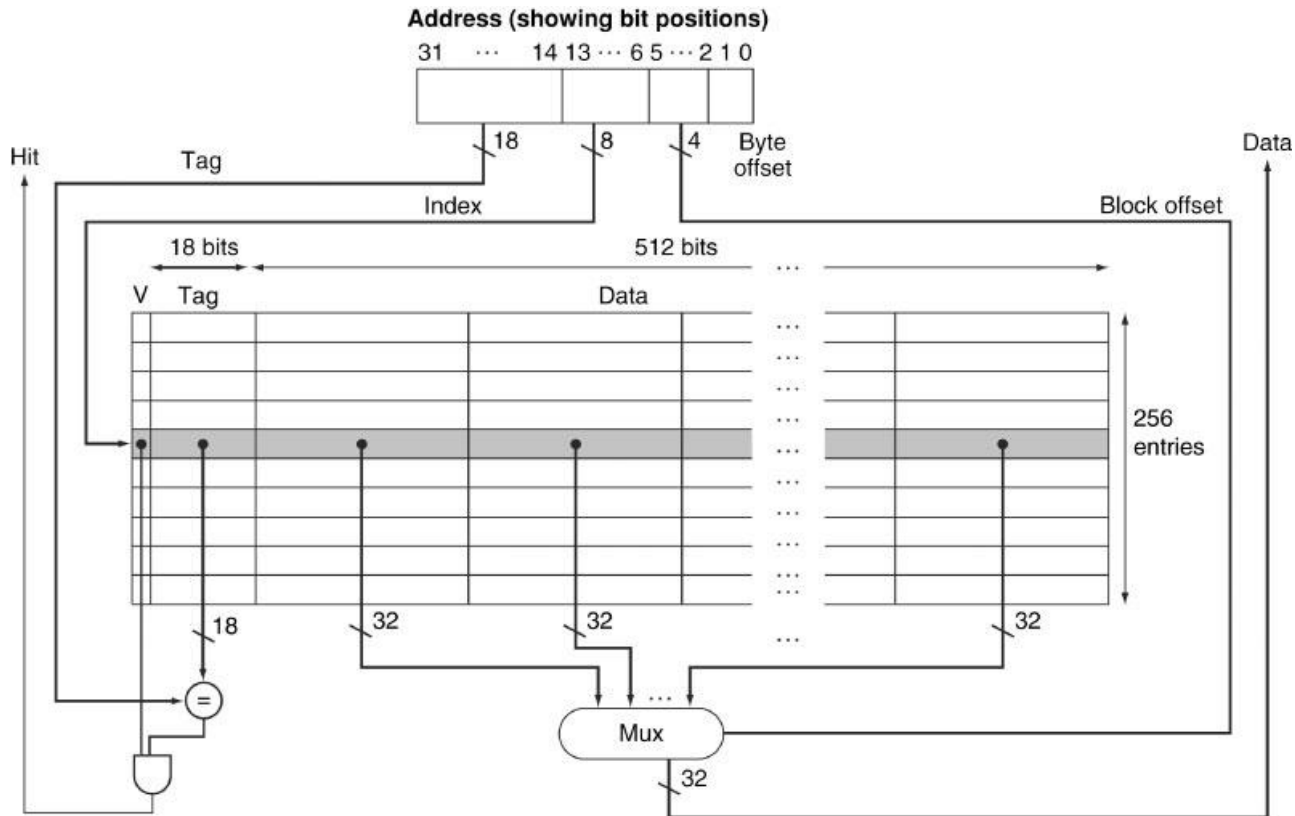 Address (showing bit positions)
31 ... 14 13 ... 6 5 ... 2 1 0
18 8 4 Byte offset
Hit
Tag
Data
Index
Block offset
18 bits
512 bits
...
V Tag Data
...
...
...
...
256 entries
...
...
...
...
...
...
18 32 32 ... 32
=
...
Mux
32